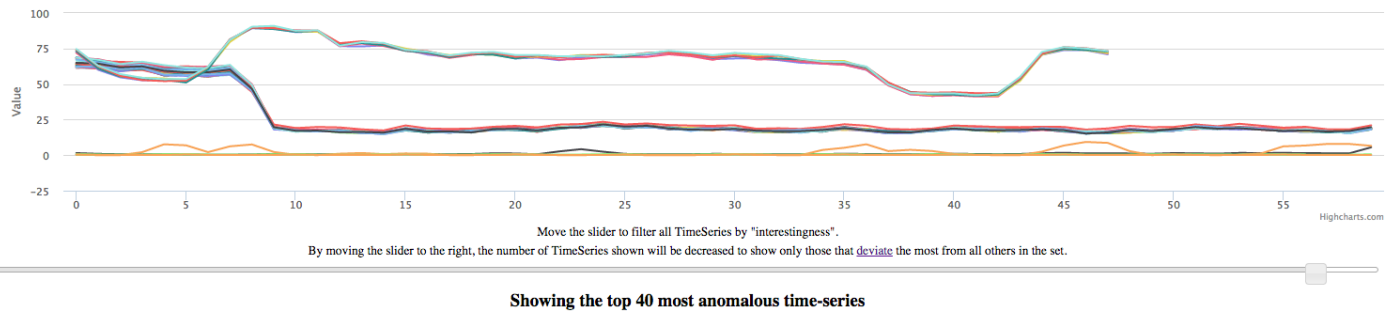 100
75
50
25
0
−25
Value
0 5 10 15 20 25 30 35 40 45 50 55
Highcharts.com
Move the slider to filter all TimeSeries by "interestingness".
By moving the slider to the right, the number of TimeSeries shown will be decreased to show only those that deviate the most from all others in the set.
Showing the top 40 most anomalous time-series